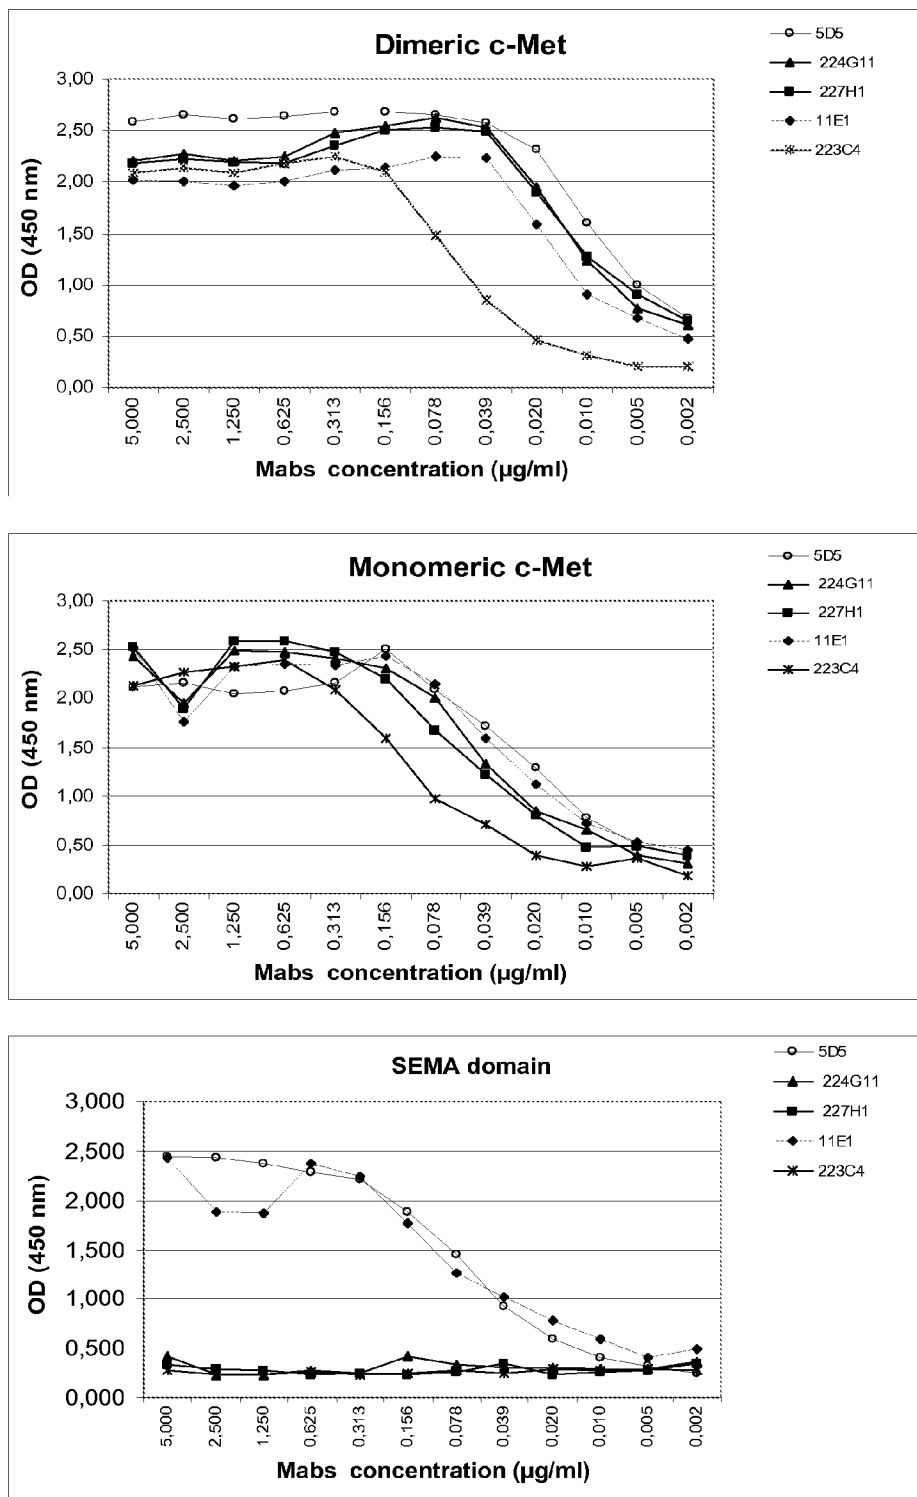 Dimeric c-Met
5D5
224G11
227H1
11E1
223C4
OD (450 nm)
3,00
2,50
2,00
1,50
1,00
0,50
0,00
5,000
2,500
1,250
0,625
0,313
0,156
0,078
0,039
0,020
0,010
0,005
0,002
Mabs concentration (µg/ml)
Monomeric c-Met
5D5
224G11
227H1
11E1
223C4
OD (450 nm)
3,00
2,50
2,00
1,50
1,00
0,50
0,00
5,000
2,500
1,250
0,625
0,313
0,156
0,078
0,039
0,020
0,010
0,005
0,002
Mabs concentration (µg/ml)
SEMA domain
5D5
224G11
227H1
11E1
223C4
OD (450 nm)
3,000
2,500
2,000
1,500
1,000
0,500
0,000
5,000
2,500
1,250
0,625
0,313
0,156
0,078
0,039
0,020
0,010
0,005
0,002
Mabs concentration (µg/ml)